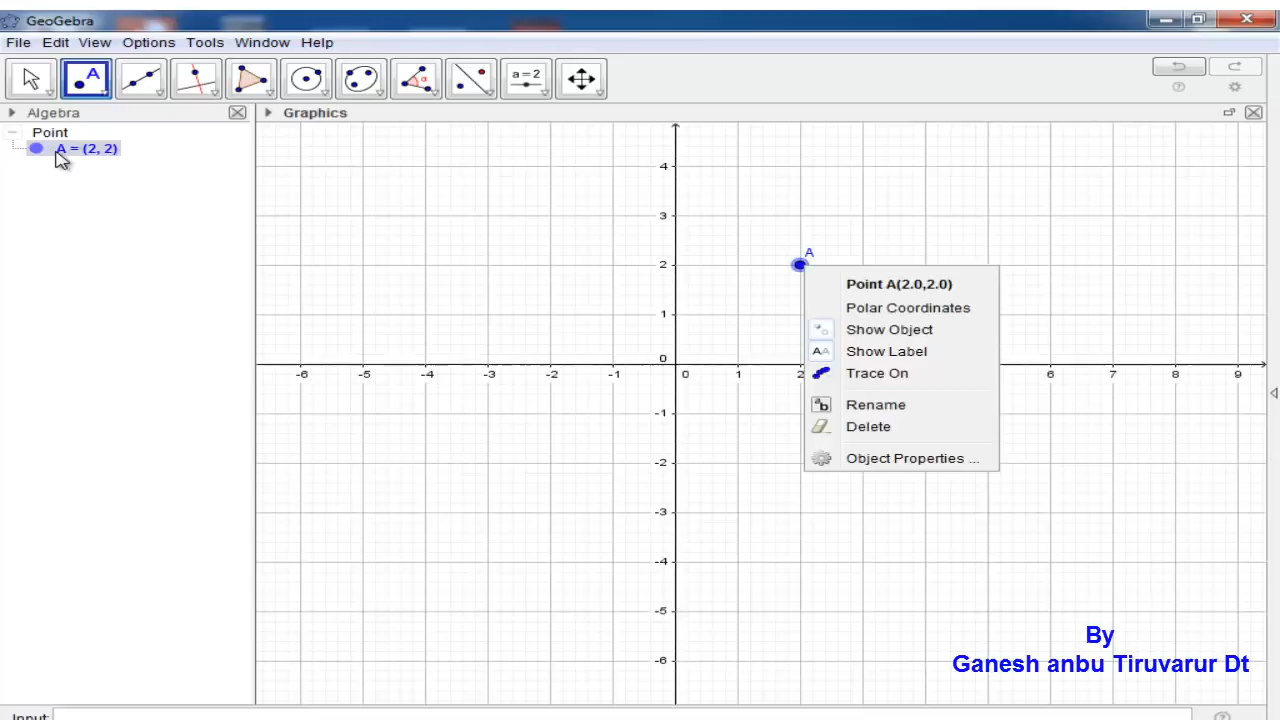 GeoGebra
File Edit View Options Tools Window Help
A α a=2
Algebra
Graphics
Point
A = (2, 2)
4
3
2
1
0
-6 -5 -4 -3 -2 -1 0 1 2 6 7 8 9
-1
-2
-3
-4
-5
-6
A
Point A(2.0,2.0)
Polar Coordinates
Show Object
AA Show Label
Trace On
ab Rename
Delete
Object Properties ...
By
Ganesh anbu Tiruvarur Dt
Input: